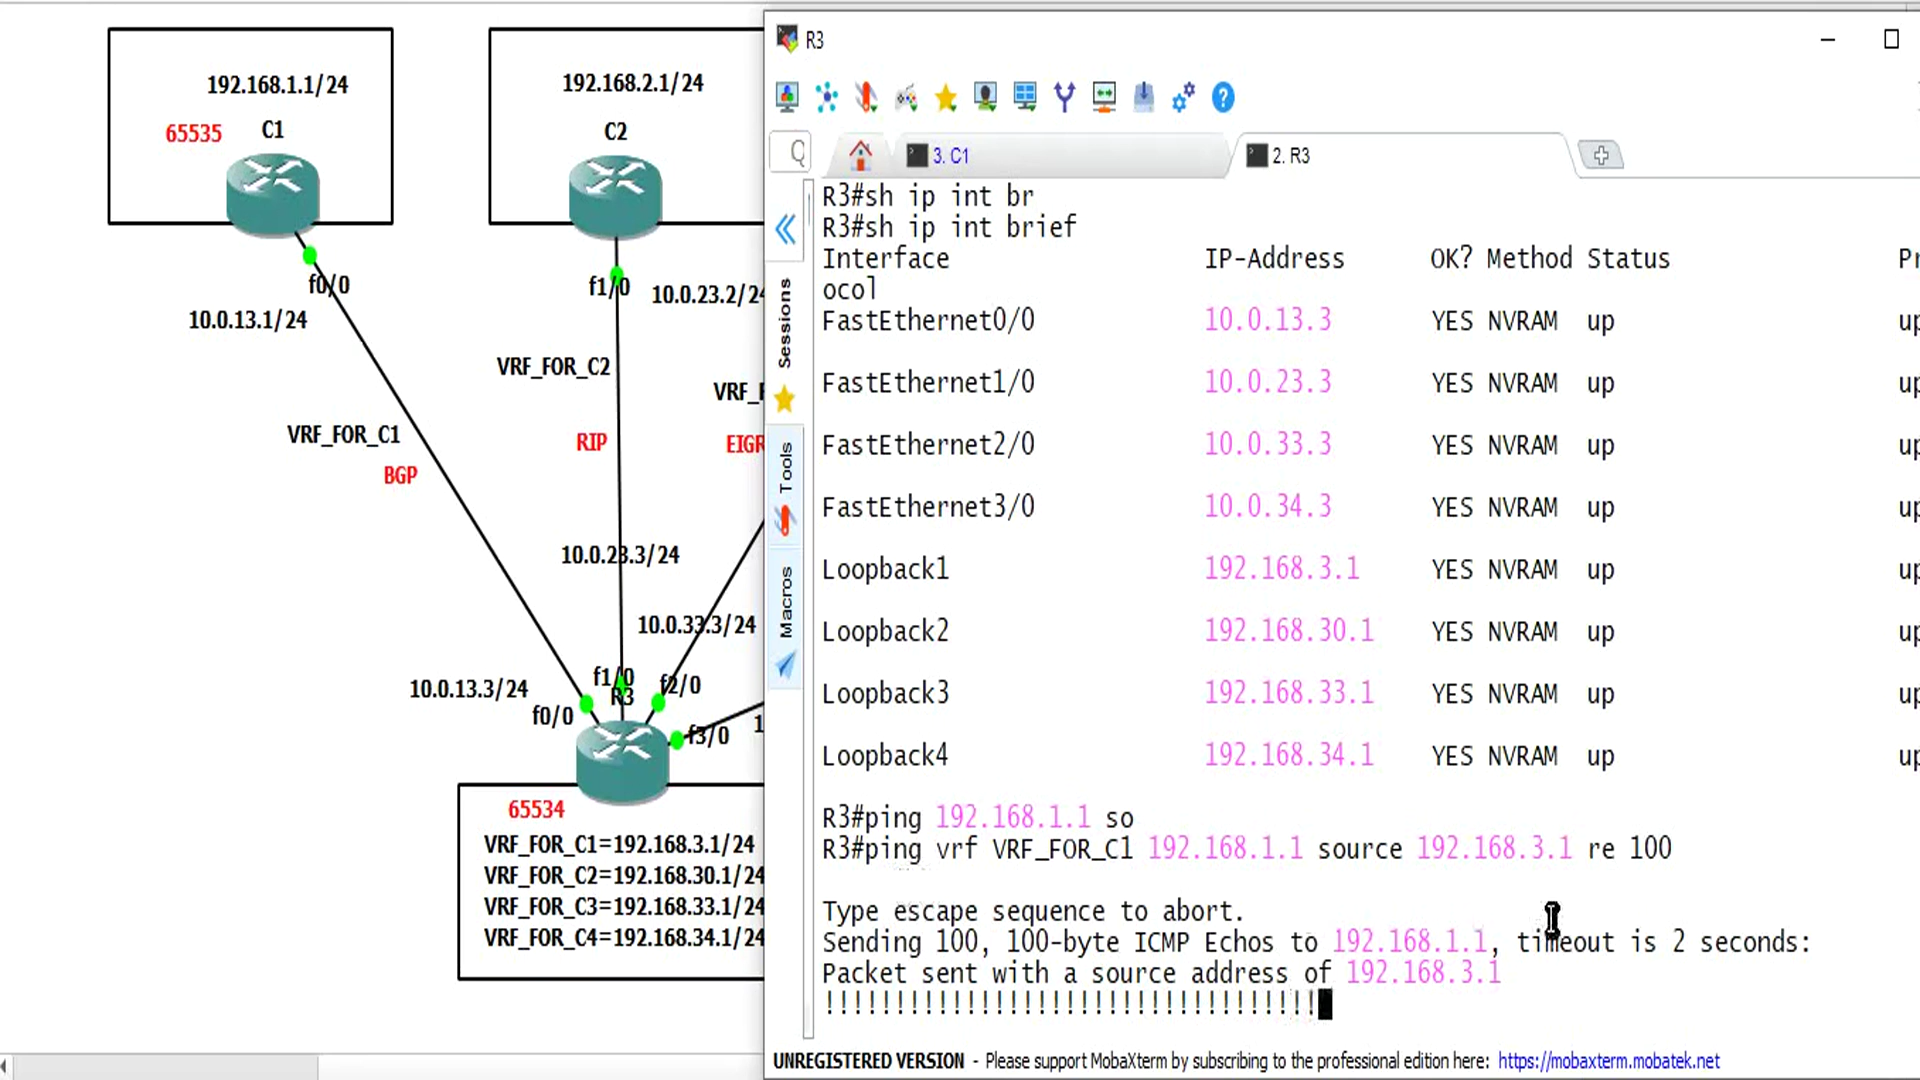 192.168.1.1/24
65535
C1
f0/0
10.0.13.1/24
VRF_FOR_C1
BGP
192.168.2.1/24
C2
f1/0
10.0.23.2/24
VRF_FOR_C2
RIP
10.0.23.3/24
10.0.33.3/24
10.0.13.3/24
f0/0
f1/0
R3
f2/0
f3/0
65534
VRF_FOR_C1=192.168.3.1/24
VRF_FOR_C2=192.168.30.1/24
VRF_FOR_C3=192.168.33.1/24
VRF_FOR_C4=192.168.34.1/24
R3
3. C1
2. R3
Sessions
Tools
Macros
R3#sh ip int br
R3#sh ip int brief
Interface IP-Address OK? Method Status Pr
ocol
FastEthernet0/0 10.0.13.3 YES NVRAM up up
FastEthernet1/0 10.0.23.3 YES NVRAM up up
FastEthernet2/0 10.0.33.3 YES NVRAM up up
FastEthernet3/0 10.0.34.3 YES NVRAM up up
Loopback1 192.168.3.1 YES NVRAM up up
Loopback2 192.168.30.1 YES NVRAM up up
Loopback3 192.168.33.1 YES NVRAM up up
Loopback4 192.168.34.1 YES NVRAM up up
R3#ping 192.168.1.1 so
R3#ping vrf VRF_FOR_C1 192.168.1.1 source 192.168.3.1 re 100
Type escape sequence to abort.
Sending 100, 100-byte ICMP Echos to 192.168.1.1, timeout is 2 seconds:
Packet sent with a source address of 192.168.3.1
!!!!!!!!!!!!!!!!!!!!!!!!!!!!!!!!!!!
UNREGISTERED VERSION - Please support MobaXterm by subscribing to the professional edition here: https://mobaxterm.mobatek.net